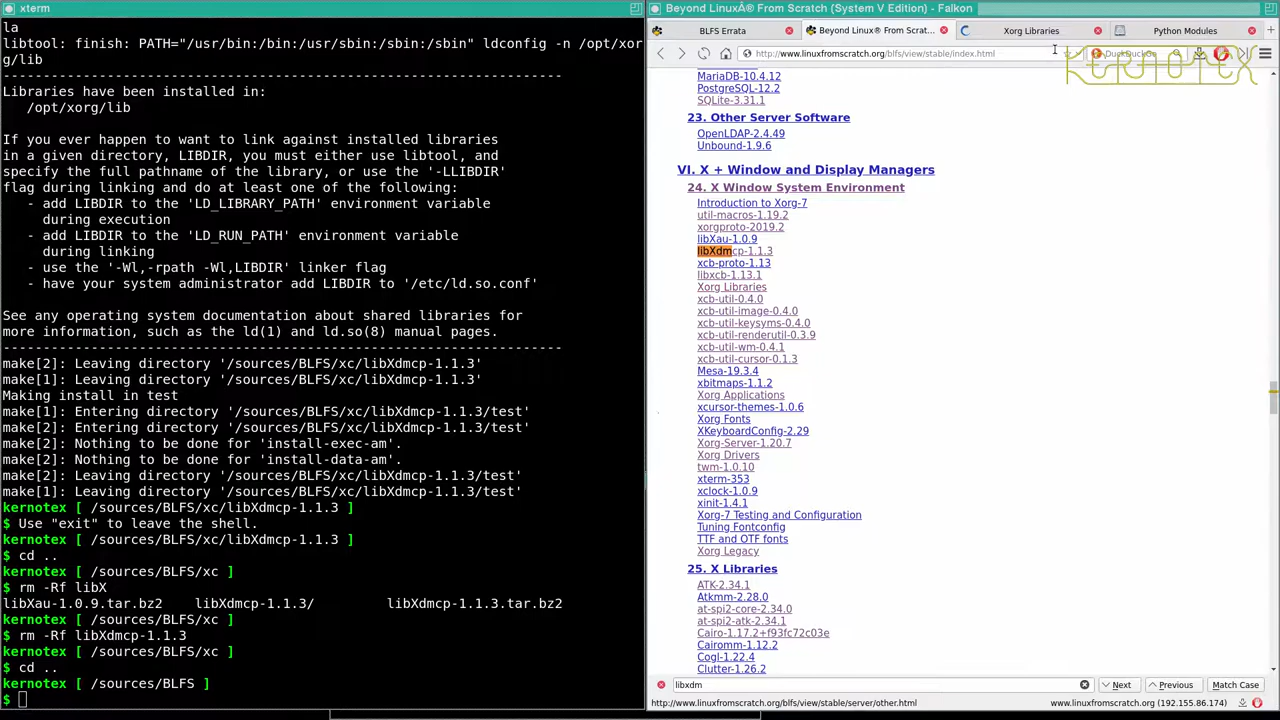 xterm
la
libtool: finish: PATH="/usr/bin:/bin:/usr/sbin:/sbin:/sbin" ldconfig -n /opt/xor
g/lib
----------------------------------------------------------------------
Libraries have been installed in:
/opt/xorg/lib
If you ever happen to want to link against installed libraries
in a given directory, LIBDIR, you must either use libtool, and
specify the full pathname of the library, or use the '-LLIBDIR'
flag during linking and do at least one of the following:
- add LIBDIR to the 'LD_LIBRARY_PATH' environment variable
during execution
- add LIBDIR to the 'LD_RUN_PATH' environment variable
during linking
- use the '-Wl,-rpath -Wl,LIBDIR' linker flag
- have your system administrator add LIBDIR to '/etc/ld.so.conf'
See any operating system documentation about shared libraries for
more information, such as the ld(1) and ld.so(8) manual pages.
----------------------------------------------------------------------
make[2]: Leaving directory '/sources/BLFS/xc/libXdmcp-1.1.3'
make[1]: Leaving directory '/sources/BLFS/xc/libXdmcp-1.1.3'
Making install in test
make[1]: Entering directory '/sources/BLFS/xc/libXdmcp-1.1.3/test'
make[2]: Entering directory '/sources/BLFS/xc/libXdmcp-1.1.3/test'
make[2]: Nothing to be done for 'install-exec-am'.
make[2]: Nothing to be done for 'install-data-am'.
make[2]: Leaving directory '/sources/BLFS/xc/libXdmcp-1.1.3/test'
make[1]: Leaving directory '/sources/BLFS/xc/libXdmcp-1.1.3/test'
kernotex [ /sources/BLFS/xc/libXdmcp-1.1.3 ]
$ Use "exit" to leave the shell.
kernotex [ /sources/BLFS/xc/libXdmcp-1.1.3 ]
$ cd ..
kernotex [ /sources/BLFS/xc ]
$ rm -Rf libX
libXau-1.0.9.tar.bz2 libXdmcp-1.1.3/ libXdmcp-1.1.3.tar.bz2
kernotex [ /sources/BLFS/xc ]
$ rm -Rf libXdmcp-1.1.3
kernotex [ /sources/BLFS/xc ]
$ cd ..
kernotex [ /sources/BLFS ]
$
Beyond LinuxÂ® From Scratch (System V Edition) - Falkon
BLFS Errata
Beyond Linux® From Scratch (System V...
Xorg Libraries
Python Modules
http://www.linuxfromscratch.org/blfs/view/stable/index.html
DuckDuckGo
KERNOTEX
MariaDB-10.4.12
PostgreSQL-12.2
SQLite-3.31.1
23. Other Server Software
OpenLDAP-2.4.49
Unbound-1.9.6
VI. X + Window and Display Managers
24. X Window System Environment
Introduction to Xorg-7
util-macros-1.19.2
xorgproto-2019.2
libXau-1.0.9
libXdmcp-1.1.3
xcb-proto-1.13
libxcb-1.13.1
Xorg Libraries
xcb-util-0.4.0
xcb-util-image-0.4.0
xcb-util-keysyms-0.4.0
xcb-util-renderutil-0.3.9
xcb-util-wm-0.4.1
xcb-util-cursor-0.1.3
Mesa-19.3.4
xbitmaps-1.1.2
Xorg Applications
xcursor-themes-1.0.6
Xorg Fonts
XKeyboardConfig-2.29
Xorg-Server-1.20.7
Xorg Drivers
twm-1.0.10
xterm-353
xclock-1.0.9
xinit-1.4.1
Xorg-7 Testing and Configuration
Tuning Fontconfig
TTF and OTF fonts
Xorg Legacy
25. X Libraries
ATK-2.34.1
Atkmm-2.28.0
at-spi2-core-2.34.0
at-spi2-atk-2.34.1
Cairo-1.17.2+f93fc72c03e
Cairomm-1.12.2
Cogl-1.22.4
Clutter-1.26.2
libxdm
Next
Previous
Match Case
http://www.linuxfromscratch.org/blfs/view/stable/server/other.html
www.linuxfromscratch.org (192.155.86.174)